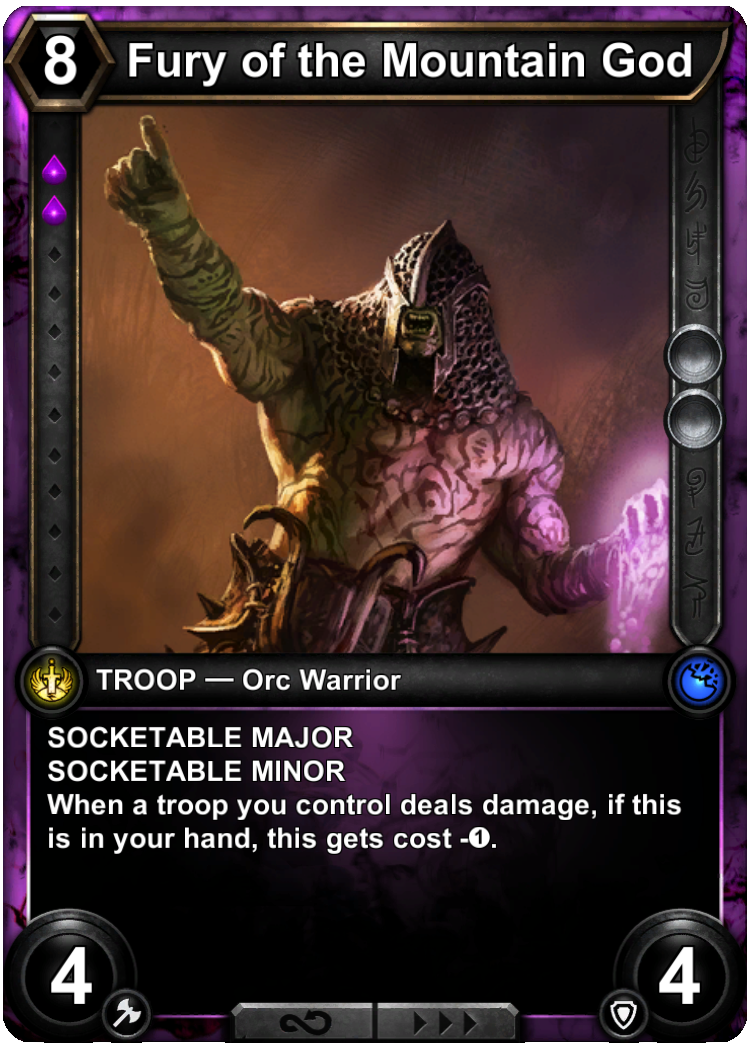 8 Fury of the Mountain God
TROOP — Orc Warrior
SOCKETABLE MAJOR
SOCKETABLE MINOR
When a troop you control deals damage, if this
is in your hand, this gets cost -❶.
4 4